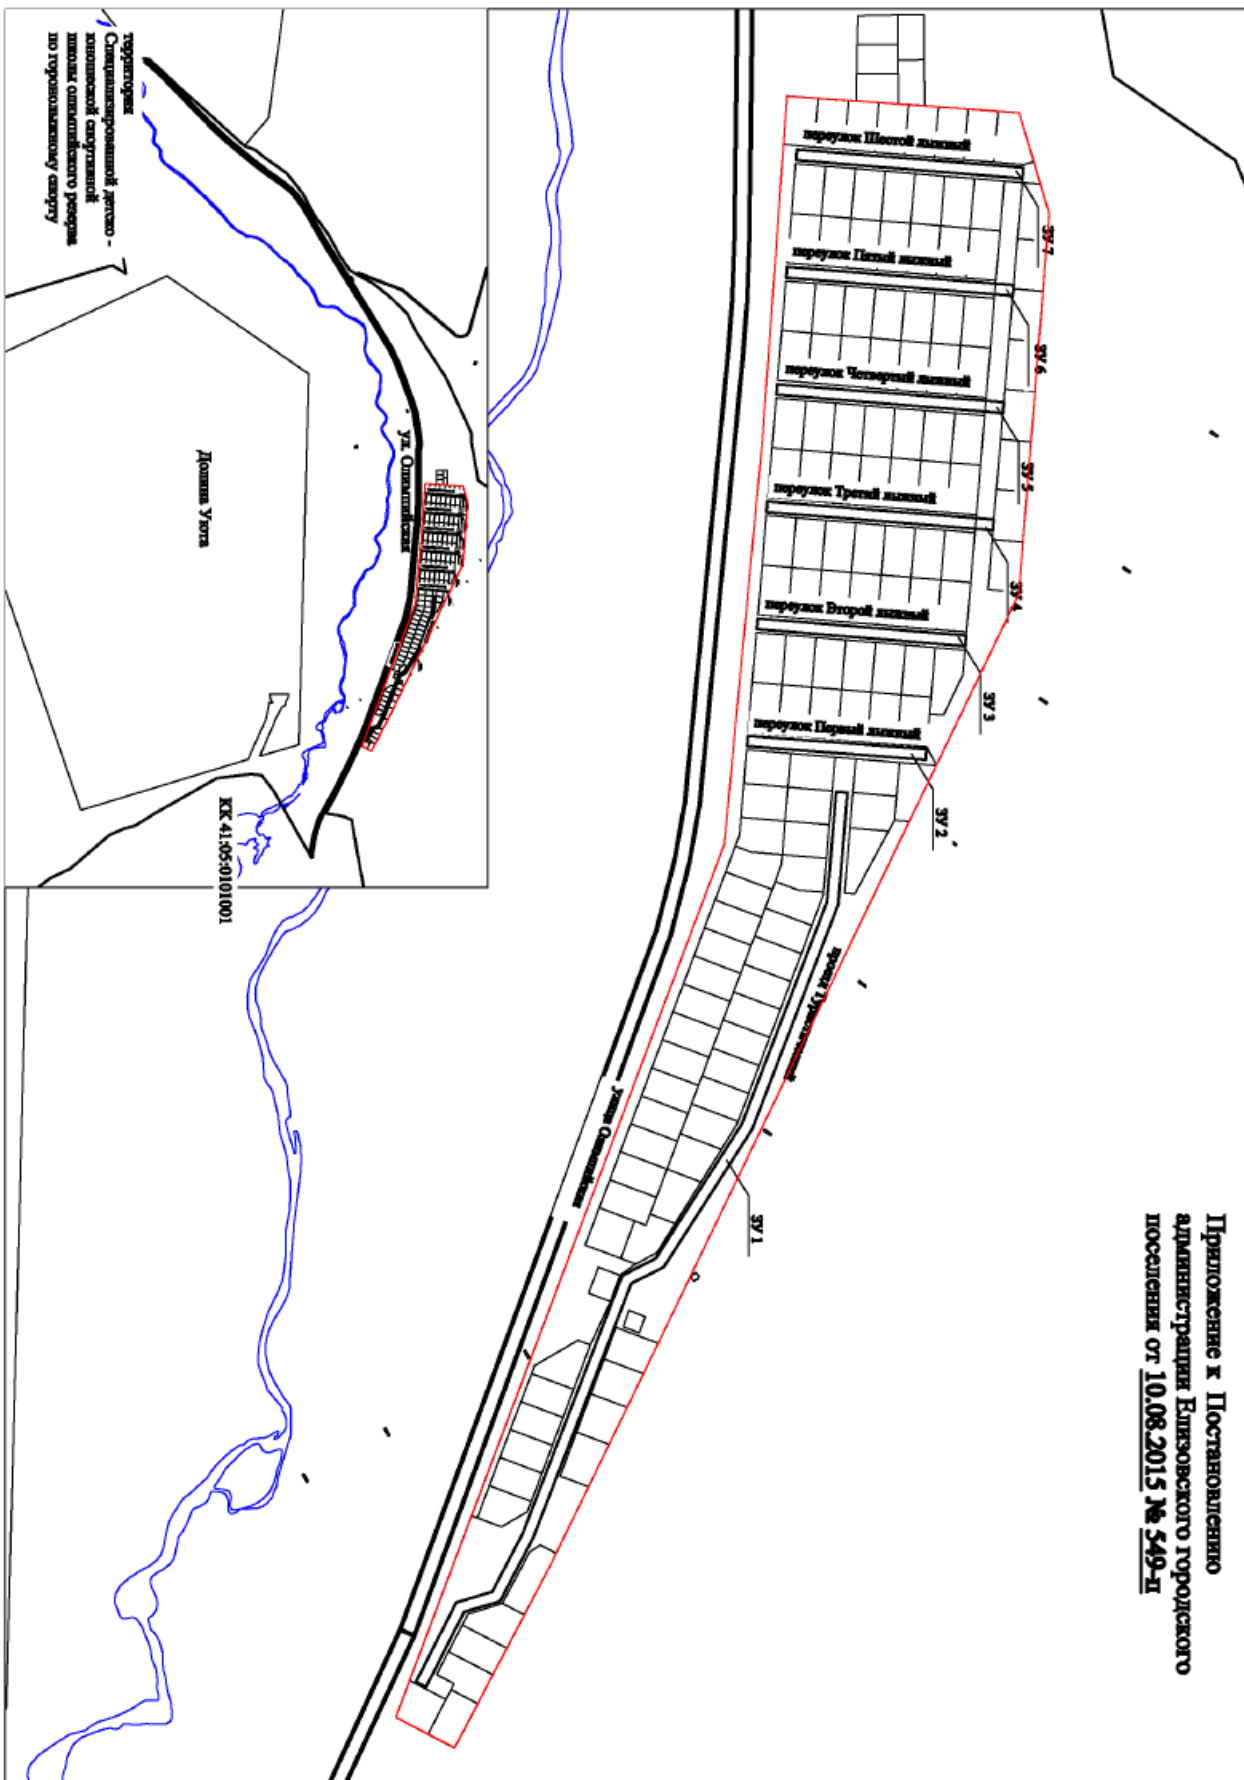 Приложение к Постановлению
администрации Елизовского городского
поселения от 10.08.2015 № 549-п
переулок Шестой лыжный
ЗУ 7
переулок Пятый лыжный
ЗУ 6
переулок Четвертый лыжный
ЗУ 5
переулок Третий лыжный
ЗУ 4
переулок Второй лыжный
ЗУ 3
переулок Первый лыжный
ЗУ 2
проезд Туристический
ЗУ 1
улица Олимпийская
ул. Олимпийская
территория
Специализированной детско -
юношеской спортивной
школы олимпийского резерва
по горнолыжному спорту
Долина Уюта
КК 41:05:0101001